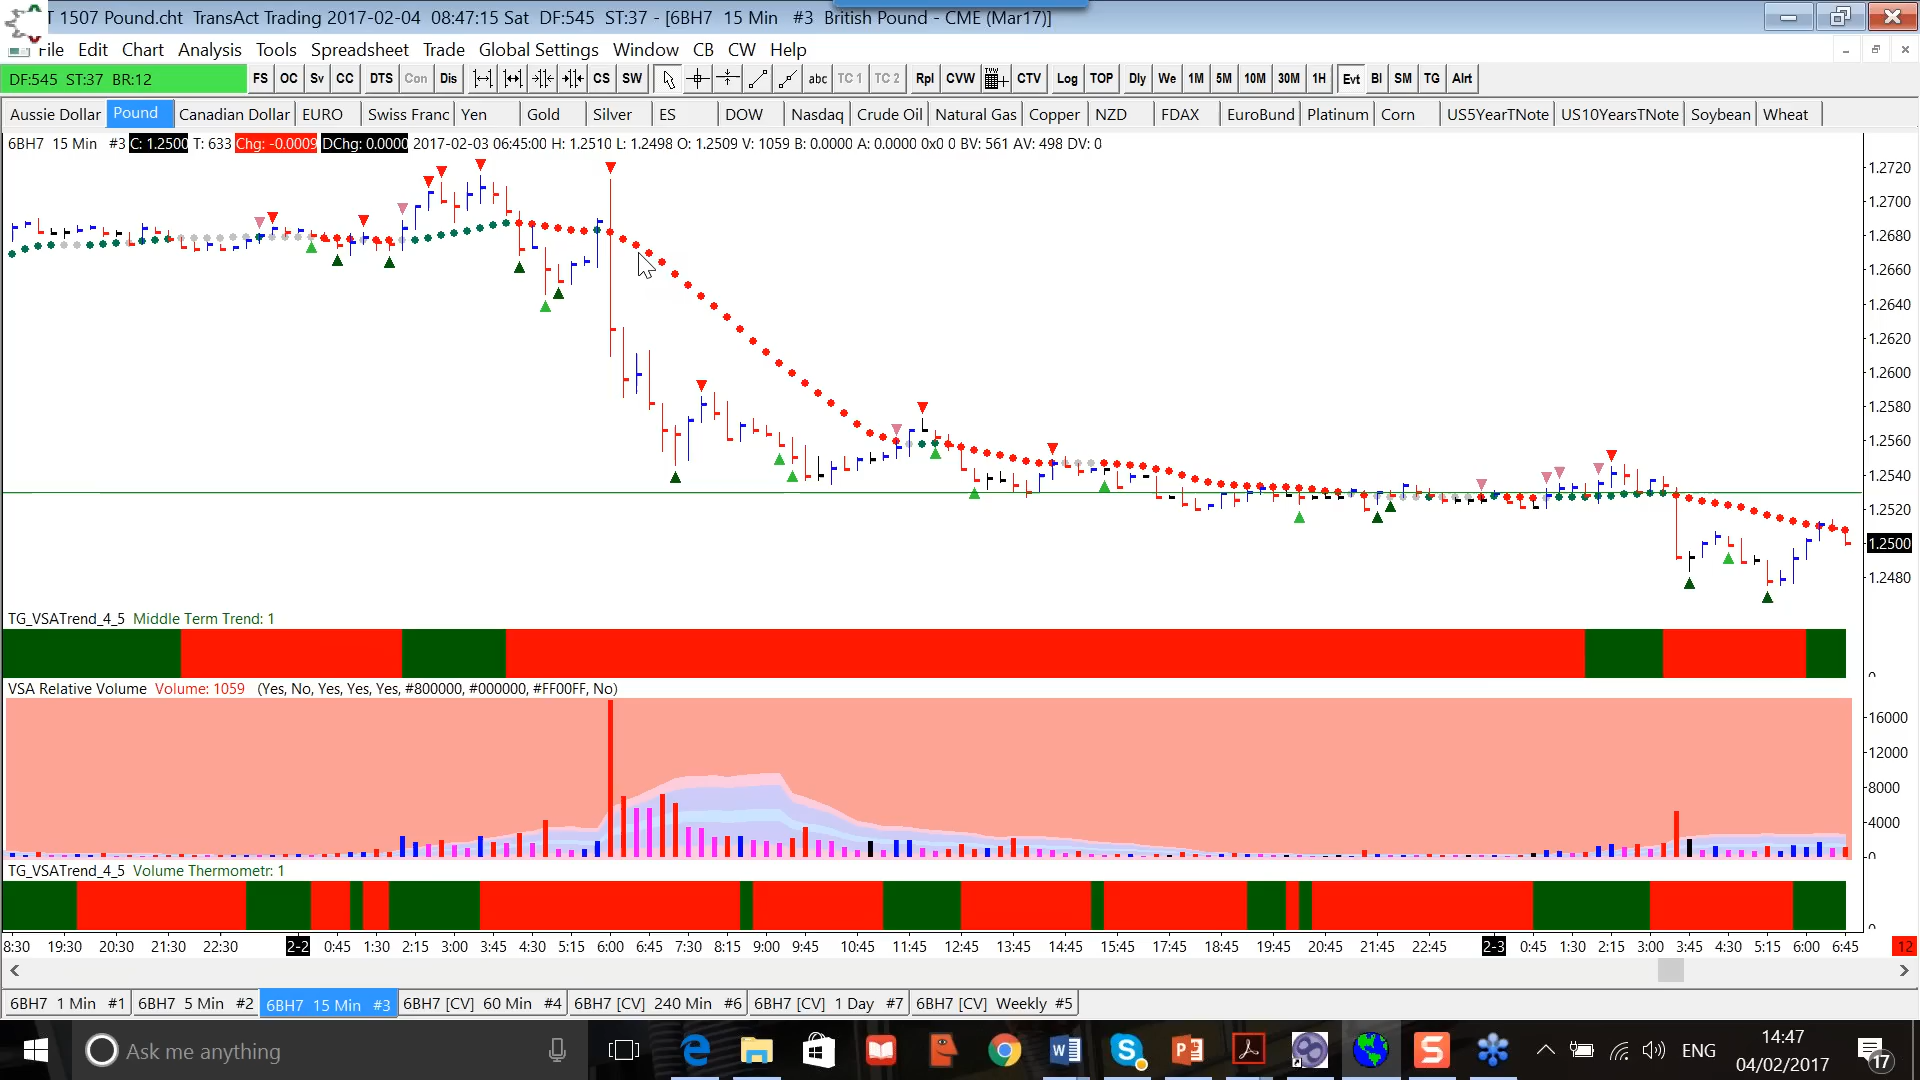 T 1507 Pound.cht TransAct Trading 2017-02-04 08:47:15 Sat DF:545 ST:37 - [6BH7 15 Min #3 British Pound - CME (Mar17)]
File Edit Chart Analysis Tools Spreadsheet Trade Global Settings Window CB CW Help
DF:545 ST:37 BR:12 FS OC Sv CC DTS Con Dis CS SW abc TC 1 TC 2 Rpl CVW CTV Log TOP Dly We 1M 5M 10M 30M 1H Evt BI SM TG Alrt
Aussie Dollar Pound Canadian Dollar EURO Swiss Franc Yen Gold Silver ES DOW Nasdaq Crude Oil Natural Gas Copper NZD FDAX EuroBund Platinum Corn US5YearTNote US10YearsTNote Soybean Wheat
6BH7 15 Min #3 C: 1.2500 T: 633 Chg: -0.0009 DChg: 0.0000 2017-02-03 06:45:00 H: 1.2510 L: 1.2498 O: 1.2509 V: 1059 B: 0.0000 A: 0.0000 0x0 0 BV: 561 AV: 498 DV: 0
1.2720
1.2700
1.2680
1.2660
1.2640
1.2620
1.2600
1.2580
1.2560
1.2540
1.2520
1.2500
1.2480
TG_VSATrend_4_5 Middle Term Trend: 1
0
VSA Relative Volume Volume: 1059 (Yes, No, Yes, Yes, Yes, #800000, #000000, #FF00FF, No)
16000
12000
8000
4000
0
TG_VSATrend_4_5 Volume Thermometr: 1
0
8:30 19:30 20:30 21:30 22:30 2-2 0:45 1:30 2:15 3:00 3:45 4:30 5:15 6:00 6:45 7:30 8:15 9:00 9:45 10:45 11:45 12:45 13:45 14:45 15:45 17:45 18:45 19:45 20:45 21:45 22:45 2-3 0:45 1:30 2:15 3:00 3:45 4:30 5:15 6:00 6:45 12
6BH7 1 Min #1 6BH7 5 Min #2 6BH7 15 Min #3 6BH7 [CV] 60 Min #4 6BH7 [CV] 240 Min #6 6BH7 [CV] 1 Day #7 6BH7 [CV] Weekly #5
Ask me anything
ENG
14:47
04/02/2017
17